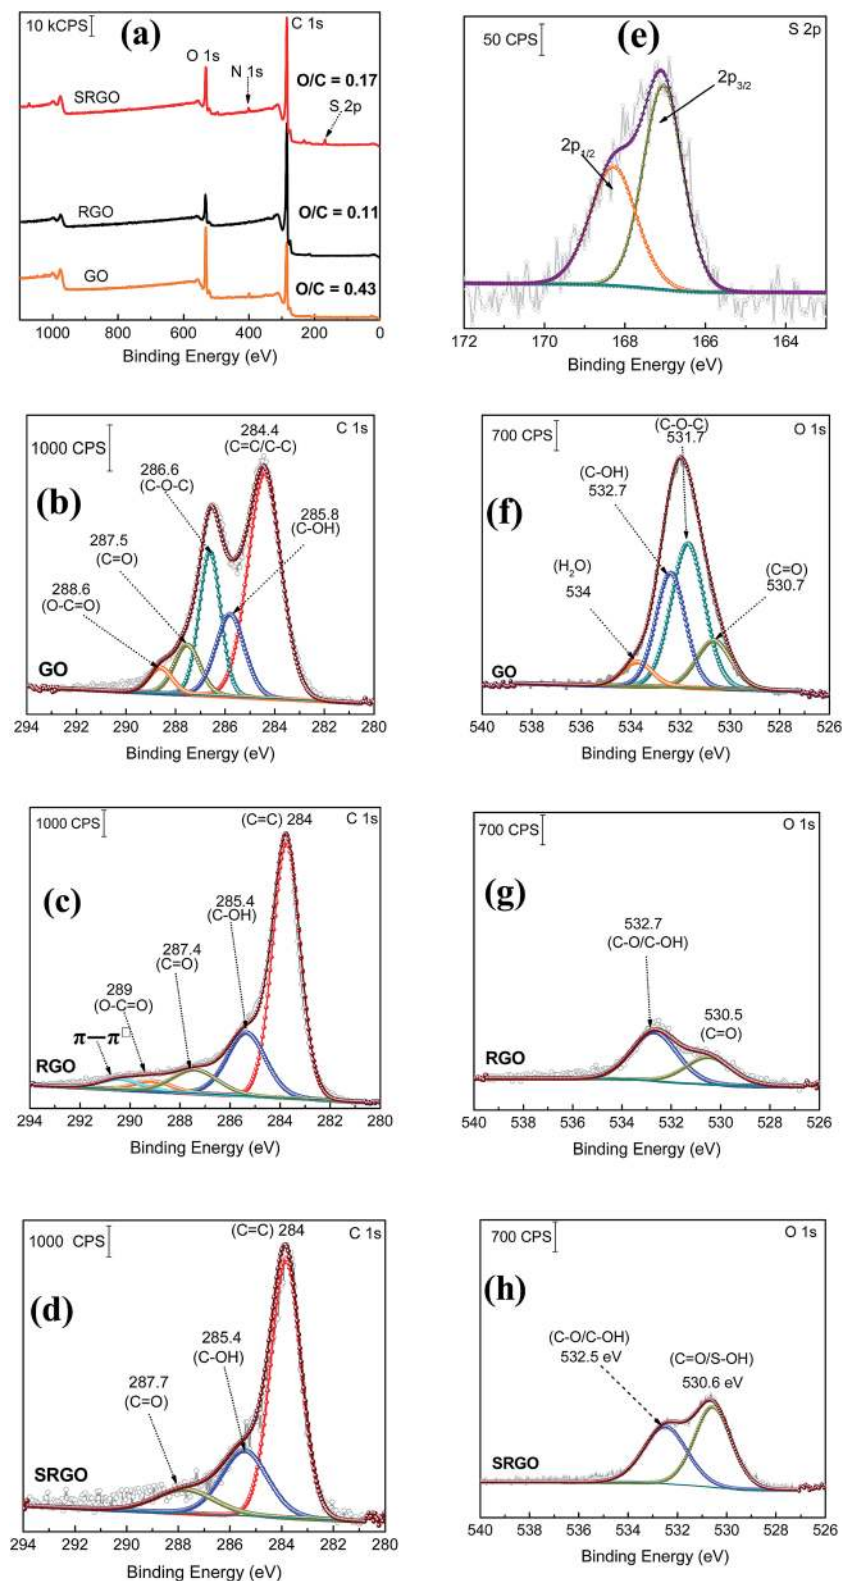 10 kCPS
(a)
C 1s
O 1s
N 1s
O/C = 0.17
SRGO
S 2p
RGO
O/C = 0.11
GO
O/C = 0.43
1000 800 600 400 200 0
Binding Energy (eV)
50 CPS
(e)
S 2p
2p3/2
2p1/2
172 170 168 166 164
Binding Energy (eV)
1000 CPS
284.4
(C=C/C-C)
C 1s
(b)
286.6
(C-O-C)
285.8
(C-OH)
287.5
(C=O)
288.6
(O-C=O)
GO
294 292 290 288 286 284 282 280
Binding Energy (eV)
700 CPS
(C-O-C)
531.7
O 1s
(f)
(C-OH)
532.7
(H2O)
534
(C=O)
530.7
GO
540 538 536 534 532 530 528 526
Binding Energy (eV)
1000 CPS
(C=C) 284
C 1s
(c)
285.4
(C-OH)
287.4
(C=O)
289
(O-C=O)
π—π□
RGO
294 292 290 288 286 284 282 280
Binding Energy (eV)
700 CPS
O 1s
(g)
532.7
(C-O/C-OH)
530.5
(C=O)
RGO
540 538 536 534 532 530 528 526
Binding Energy (eV)
1000 CPS
(C=C) 284
C 1s
(d)
285.4
(C-OH)
287.7
(C=O)
SRGO
294 292 290 288 286 284 282 280
Binding Energy (eV)
700 CPS
O 1s
(h)
(C-O/C-OH)
532.5 eV
(C=O/S-OH)
530.6 eV
SRGO
540 538 536 534 532 530 528 526
Binding Energy (eV)